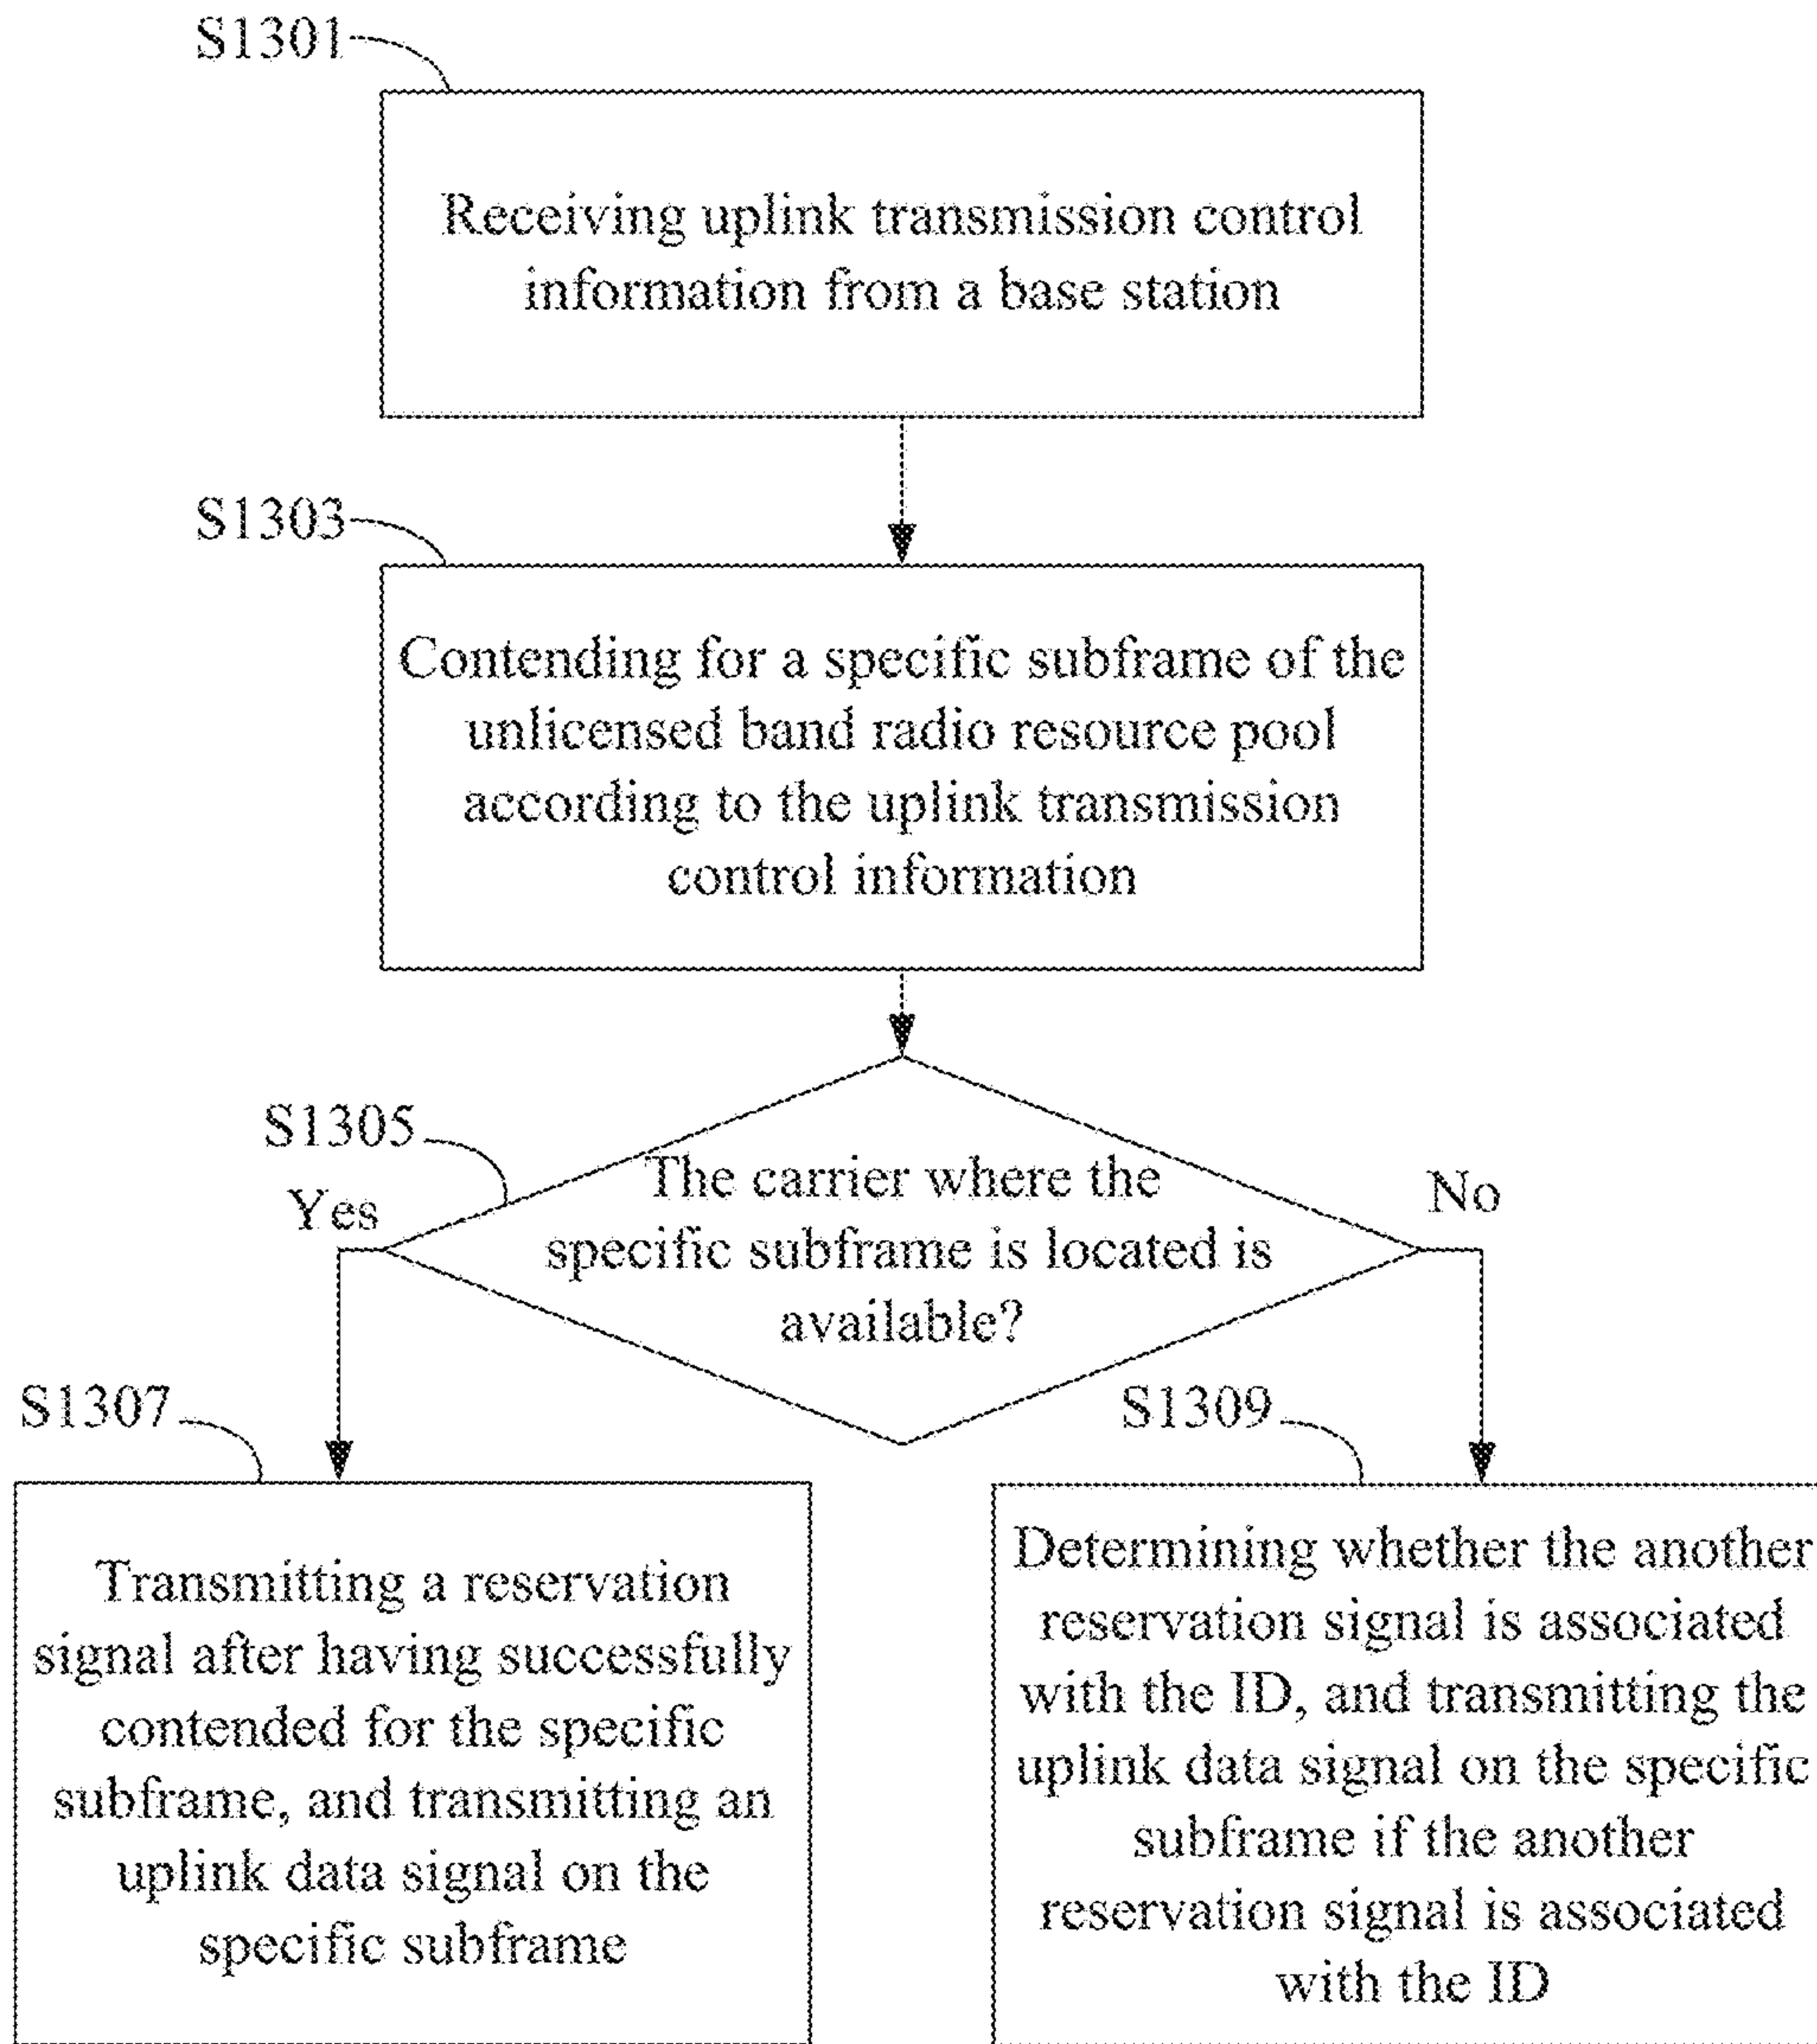 S1301
Receiving uplink transmission control
information from a base station
S1303
Contending for a specific subframe of the
unlicensed band radio resource pool
according to the uplink transmission
control information
S1305
Yes
The carrier where the
specific subframe is located is
available?
No
S1307
Transmitting a reservation
signal after having successfully
contended for the specific
subframe, and transmitting an
uplink data signal on the
specific subframe
S1309
Determining whether the another
reservation signal is associated
with the ID, and transmitting the
uplink data signal on the specific
subframe if the another
reservation signal is associated
with the ID